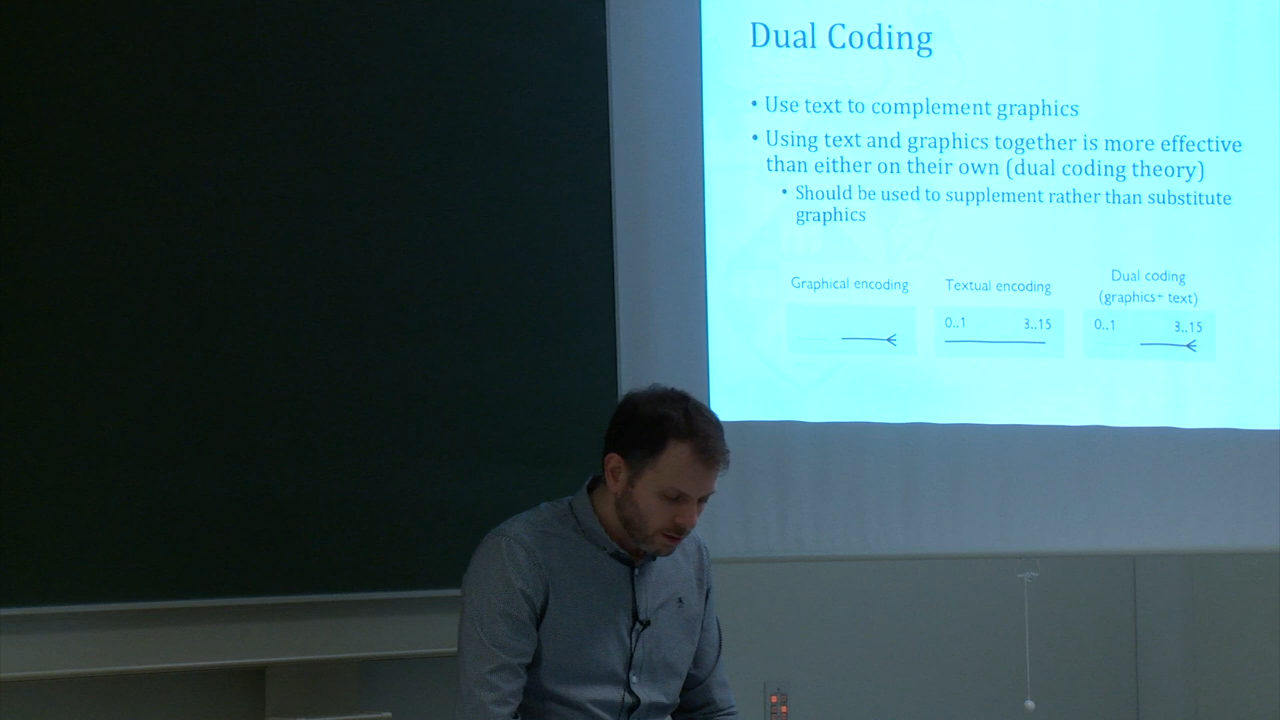 Dual Coding
• Use text to complement graphics
• Using text and graphics together is more effective
than either on their own (dual coding theory)
• Should be used to supplement rather than substitute
graphics
Graphical encoding
Textual encoding
0..1 3..15
Dual coding
(graphics+ text)
0..1 3..15